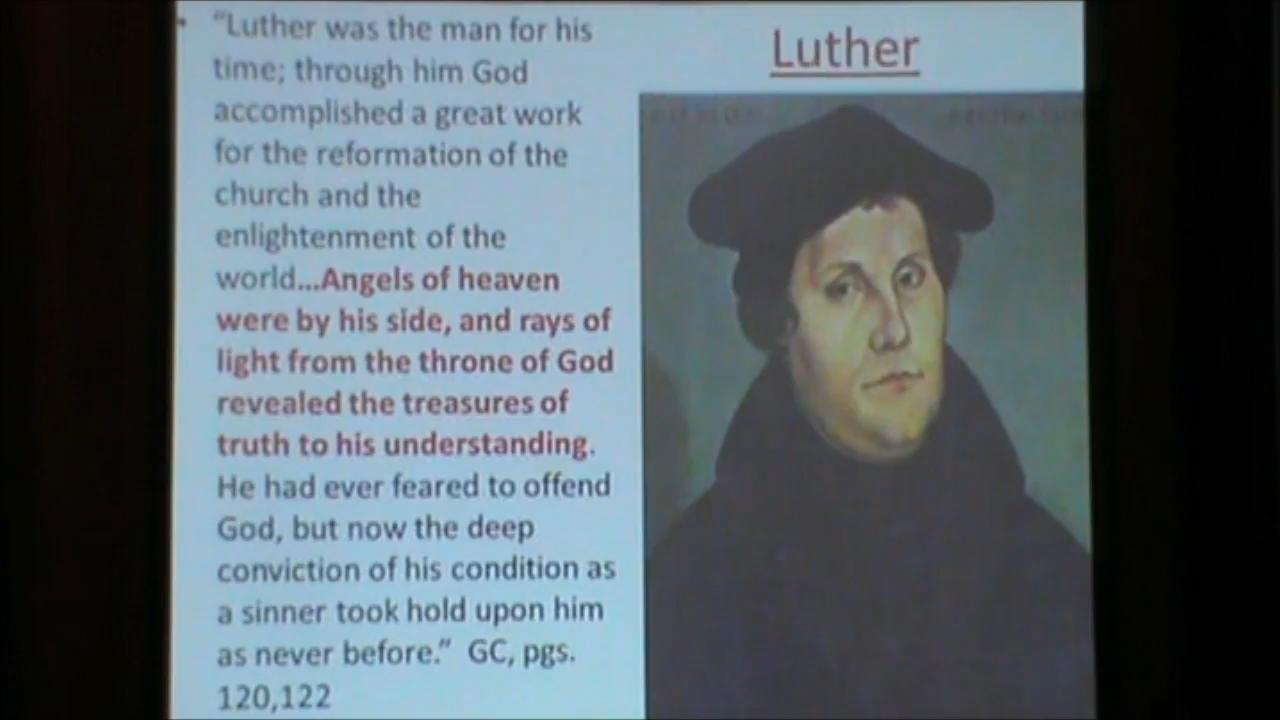 “Luther was the man for his
time; through him God
accomplished a great work
for the reformation of the
church and the
enlightenment of the
world...Angels of heaven
were by his side, and rays of
light from the throne of God
revealed the treasures of
truth to his understanding.
He had ever feared to offend
God, but now the deep
conviction of his condition as
a sinner took hold upon him
as never before.” GC, pgs.
120,122
Luther